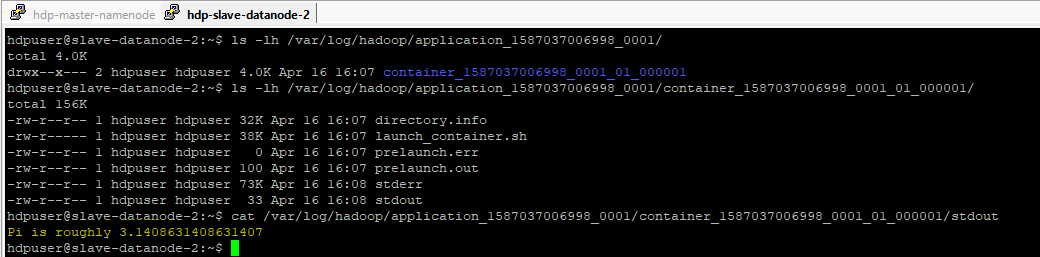 hdp-master-namenode hdp-slave-datanode-2
hdpuser@slave-datanode-2:~$ ls -lh /var/log/hadoop/application_1587037006998_0001/
total 4.0K
drwx--x--- 2 hdpuser hdpuser 4.0K Apr 16 16:07 container_1587037006998_0001_01_000001
hdpuser@slave-datanode-2:~$ ls -lh /var/log/hadoop/application_1587037006998_0001/container_1587037006998_0001_01_000001/
total 156K
-rw-r--r-- 1 hdpuser hdpuser 32K Apr 16 16:07 directory.info
-rw-r----- 1 hdpuser hdpuser 38K Apr 16 16:07 launch_container.sh
-rw-r--r-- 1 hdpuser hdpuser   0 Apr 16 16:07 prelaunch.err
-rw-r--r-- 1 hdpuser hdpuser 100 Apr 16 16:07 prelaunch.out
-rw-r--r-- 1 hdpuser hdpuser 73K Apr 16 16:08 stderr
-rw-r--r-- 1 hdpuser hdpuser  33 Apr 16 16:08 stdout
hdpuser@slave-datanode-2:~$ cat /var/log/hadoop/application_1587037006998_0001/container_1587037006998_0001_01_000001/stdout
Pi is roughly 3.1408631408631407
hdpuser@slave-datanode-2:~$